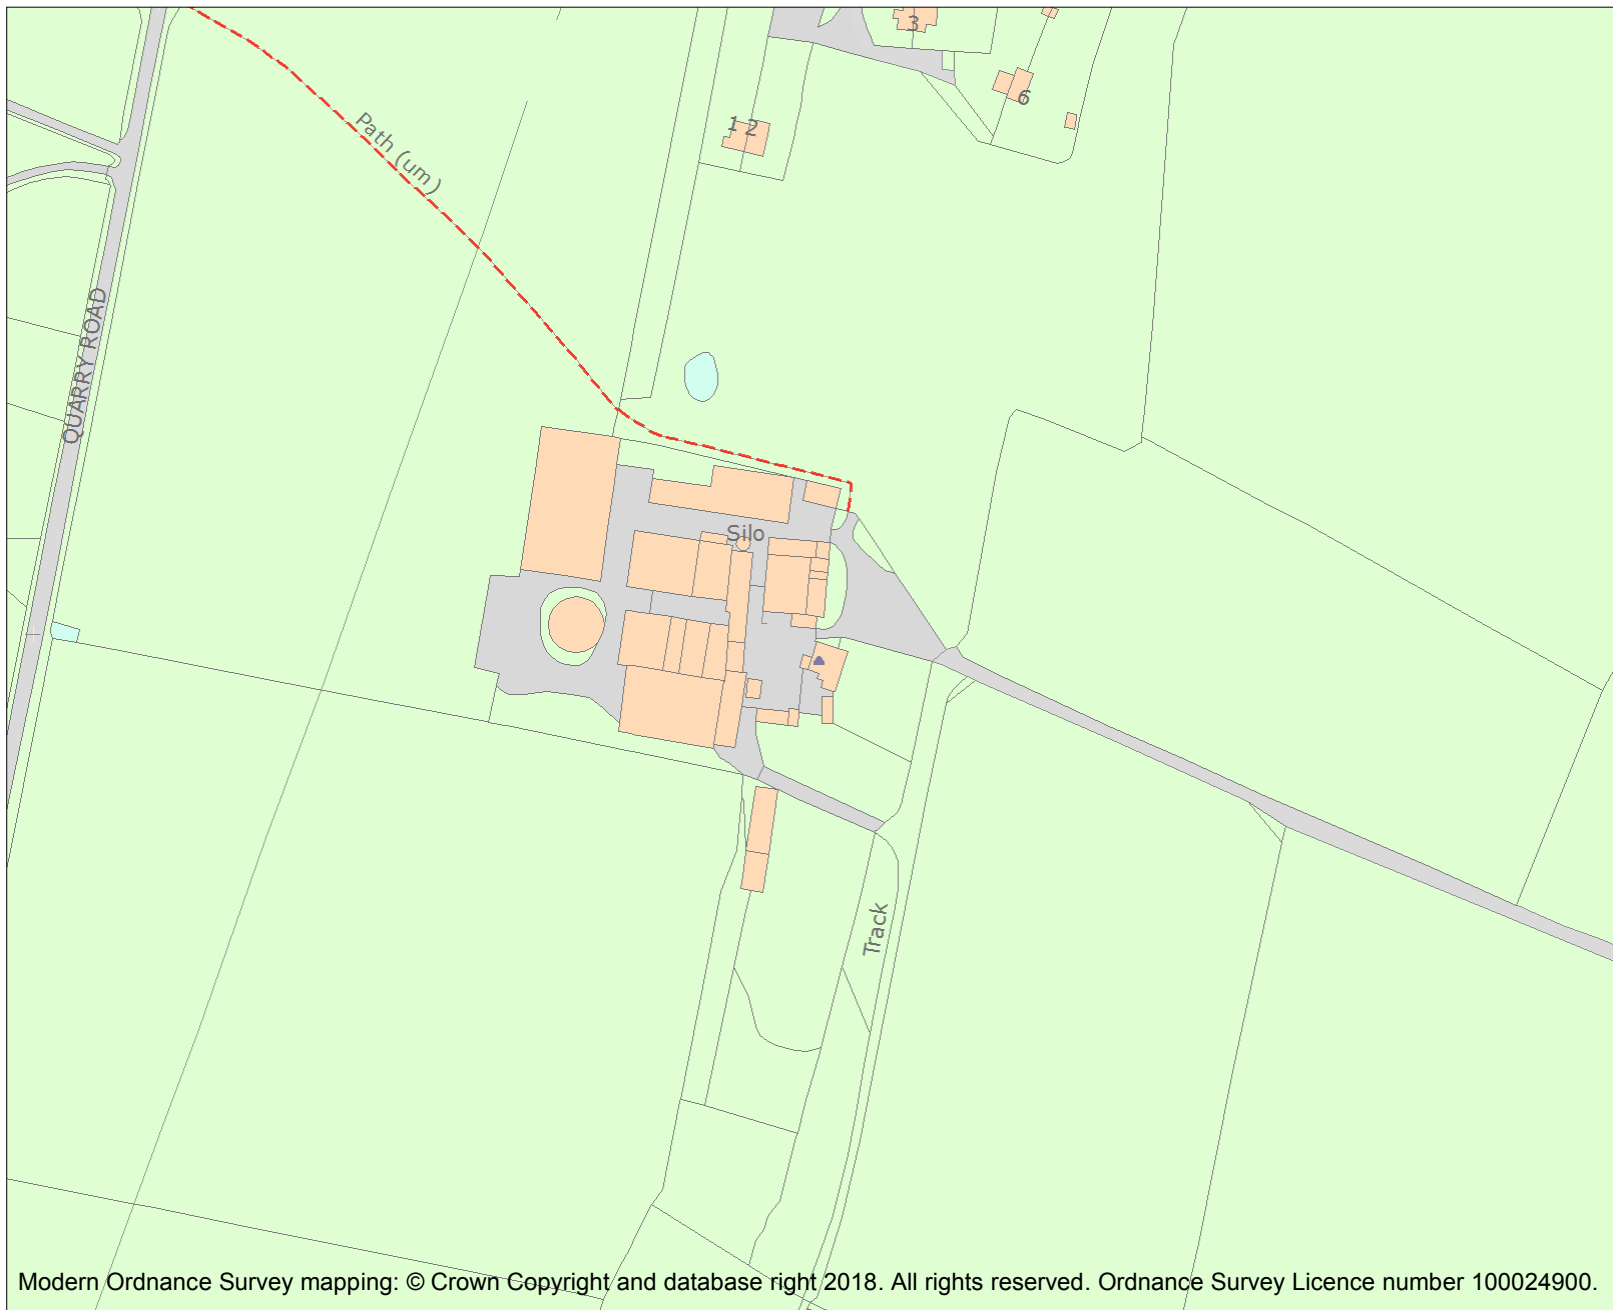 3
6
1 2
Path (um)
QUARRY ROAD
Silo
Track
Modern Ordnance Survey mapping: © Crown Copyright and database right 2018. All rights reserved. Ordnance Survey Licence number 100024900.